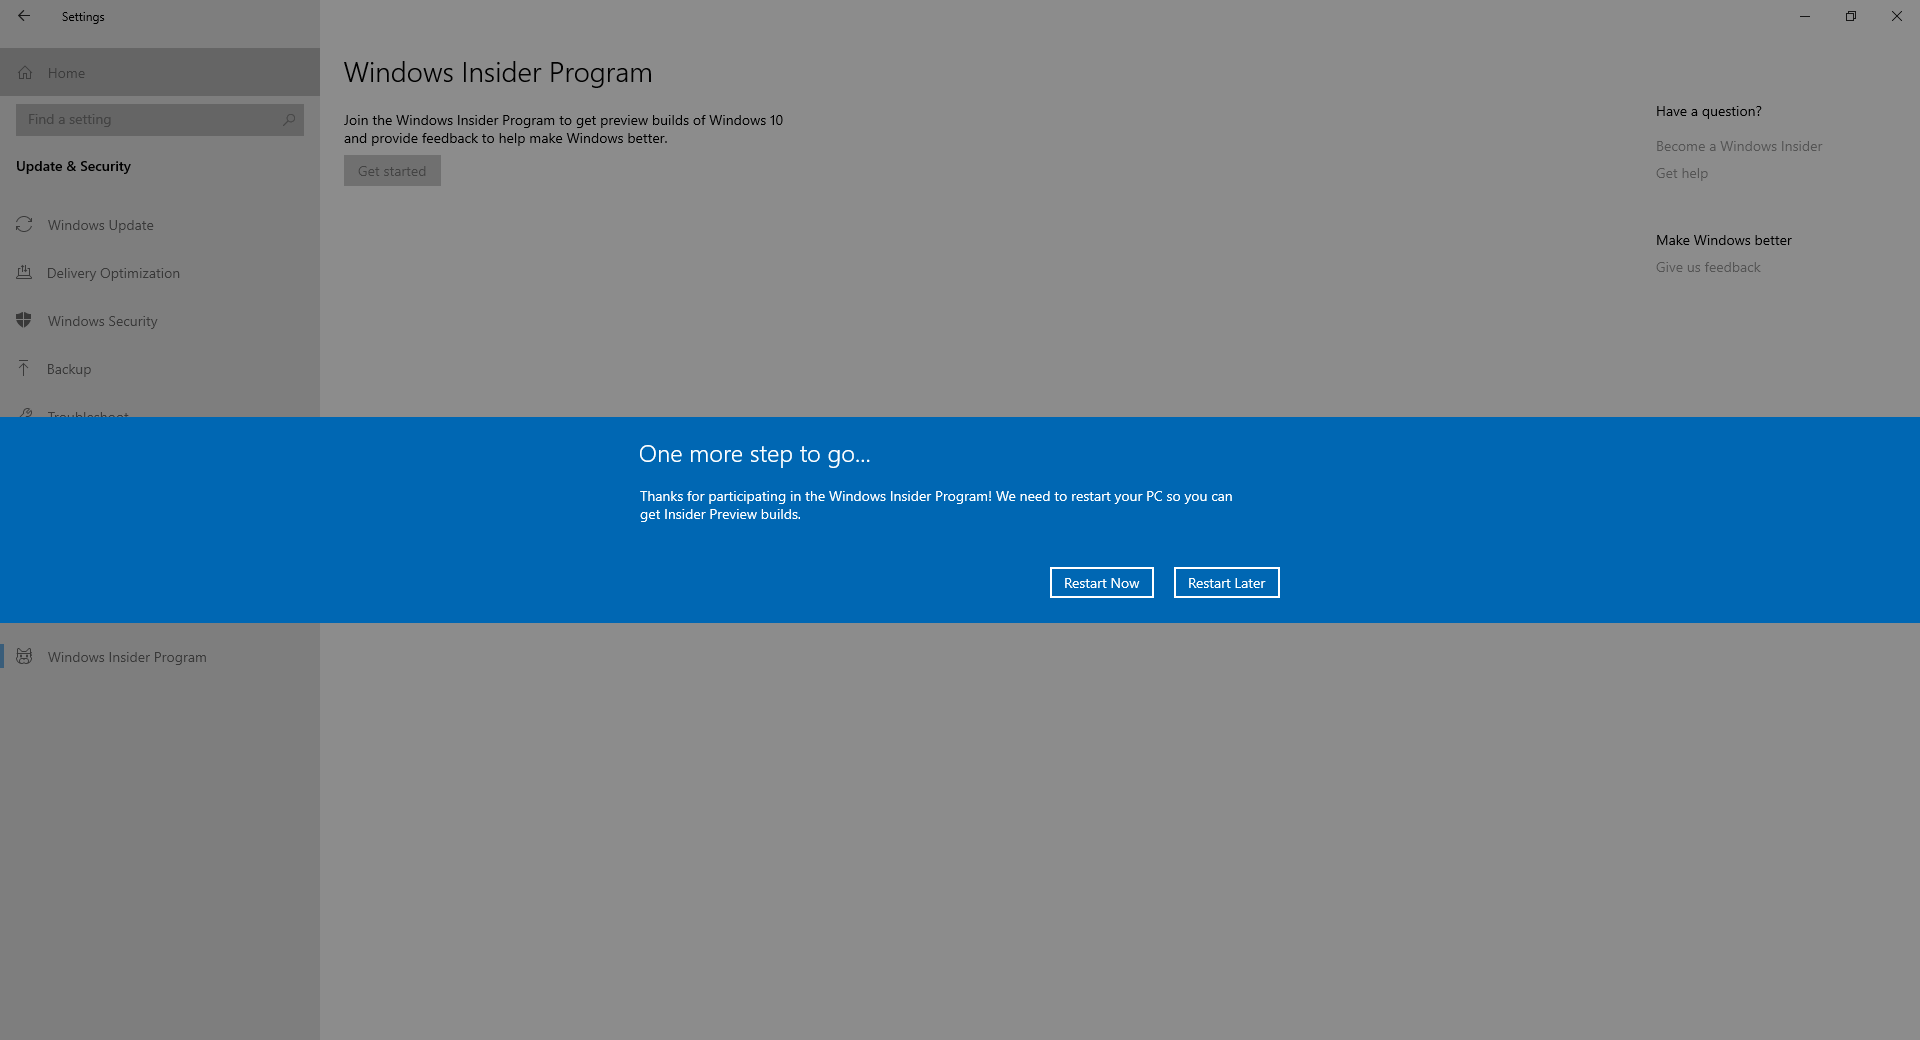 Settings
Home
Find a setting
Update & Security
Windows Update
Delivery Optimization
Windows Security
Backup
Troubleshoot
Windows Insider Program
Windows Insider Program
Join the Windows Insider Program to get preview builds of Windows 10
and provide feedback to help make Windows better.
Get started
Have a question?
Become a Windows Insider
Get help
Make Windows better
Give us feedback
One more step to go...
Thanks for participating in the Windows Insider Program! We need to restart your PC so you can
get Insider Preview builds.
Restart Now
Restart Later